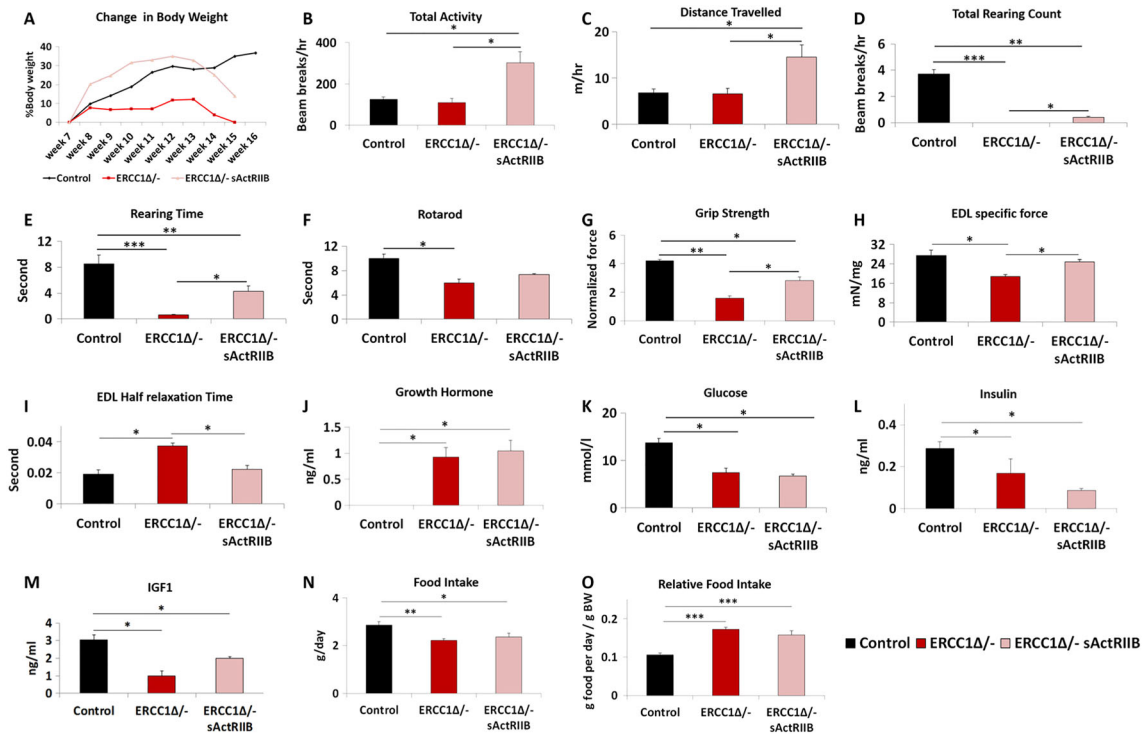 A Change in Body Weight
%Body weight
40
30
20
10
0
week 7 week 8 week 9 week 10 week 11 week 12 week 13 week 14 week 15 week 16
Control ERCC1Δ/- ERCC1Δ/- sActRIIB
B Total Activity
Beam breaks/hr
400
300
200
100
0
*
*
Control ERCC1Δ/- ERCC1Δ/-
sActRIIB
C Distance Travelled
m/hr
20
10
0
*
*
Control ERCC1Δ/- ERCC1Δ/-
sActRIIB
D Total Rearing Count
Beam breaks/hr
6
4
2
0
**
***
*
Control ERCC1Δ/- ERCC1Δ/-
sActRIIB
E Rearing Time
Second
12
8
4
0
**
***
*
Control ERCC1Δ/- ERCC1Δ/-
sActRIIB
F Rotarod
Second
12
8
4
0
*
Control ERCC1Δ/- ERCC1Δ/-
sActRIIB
G Grip Strength
Normalized force
6
4
2
0
*
**
*
Control ERCC1Δ/- ERCC1Δ/-
sActRIIB
H EDL specific force
mN/mg
32
24
16
8
0
*
*
Control ERCC1Δ/- ERCC1Δ/-
sActRIIB
I EDL Half relaxation Time
Second
0.04
0.02
0
*
*
Control ERCC1Δ/- ERCC1Δ/-
sActRIIB
J Growth Hormone
ng/ml
1.5
1
0.5
0
*
*
Control ERCC1Δ/- ERCC1Δ/-
sActRIIB
K Glucose
mmol/l
20
15
10
5
0
*
*
Control ERCC1Δ/- ERCC1Δ/-
sActRIIB
L Insulin
ng/ml
0.4
0.2
0
*
*
Control ERCC1Δ/- ERCC1Δ/-
sActRIIB
M IGF1
ng/ml
4
3
2
1
0
*
*
Control ERCC1Δ/- ERCC1Δ/-
sActRIIB
N Food Intake
g/day
4
2
0
*
**
Control ERCC1Δ/- ERCC1Δ/-
sActRIIB
O Relative Food Intake
g food per day / g BW
0.2
0.1
0.0
***
***
Control ERCC1Δ/- ERCC1Δ/-
sActRIIB
Control ERCC1Δ/- ERCC1Δ/- sActRIIB